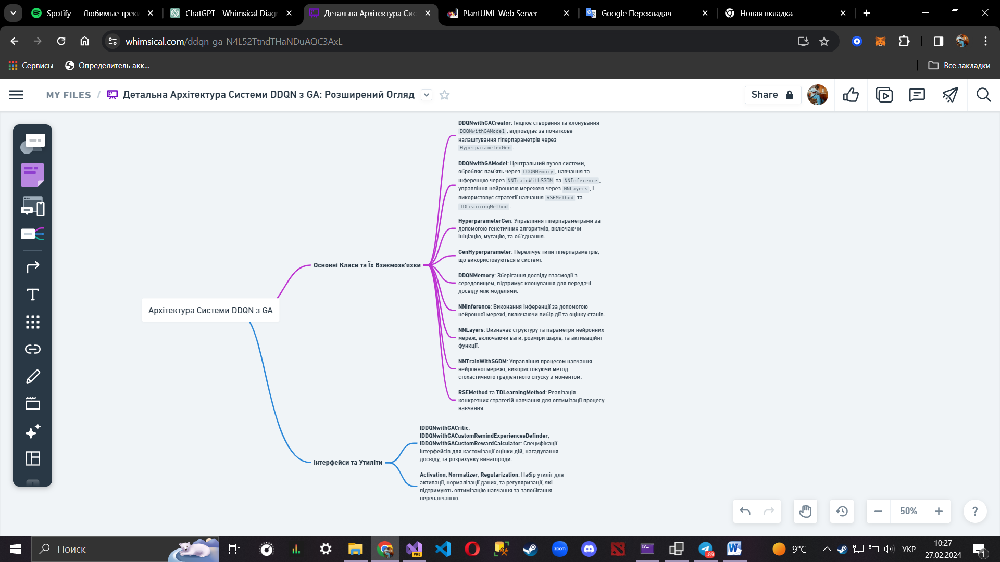 Spotify — Любимые треки
ChatGPT - Whimsical Diagr
Детальна Архітектура Сис
PlantUML Web Server
Google Перекладач
Новая вкладка
whimsical.com/ddqn-ga-N4L52TtndTHaNDuAQC3AxL
Сервисы
Определитель акк...
Все закладки
MY FILES / Детальна Архітектура Системи DDQN з GA: Розширений Огляд
Share
DDQNwithGACreator: Ініціює створення та клонування
DDQNwithGAModel, відповідає за початкове
налаштування гіперпараметрів через
HyperparameterGen.
DDQNwithGAModel: Центральний вузол системи,
обробляє пам'ять через DDQNMemory, навчання та
інференцію через NNTrainWithSGDM та NNInference,
управління нейронною мережею через NNLayers, і
використовує стратегії навчання RSEMethod та
TDLearningMethod.
HyperparameterGen: Управління гіперпараметрами за
допомогою генетичних алгоритмів, включаючи
ініціацію, мутацію, та об'єднання.
GenHyperparameter: Перелічує типи гіперпараметрів,
що використовуються в системі.
Основні Класи та Їх Взаємозв'язки
DDQNMemory: Зберігання досвіду взаємодії з
середовищем, підтримує клонування для передачі
досвіду між моделями.
NNInference: Виконання інференції за допомогою
нейронної мережі, включаючи вибір дії та оцінку станів.
Архітектура Системи DDQN з GA
NNLayers: Визначає структуру та параметри нейронних
мереж, включаючи ваги, розміри шарів, та активаційні
функції.
NNTrainWithSGDM: Управління процесом навчання
нейронної мережі, використовуючи метод
стохастичного градієнтного спуску з моментом.
RSEMethod та TDLearningMethod: Реалізація
конкретних стратегій навчання для оптимізації процесу
навчання.
IDDQNwithGACritic,
IDDQNwithGACustomRemindExperiencesDefinder,
IDDQNwithGACustomRewardCalculator: Специфікації
інтерфейсів для кастомізації оцінки дій, нагадування
досвіду, та розрахунку винагороди.
Інтерфейси та Утиліти
Activation, Normalizer, Regularization: Набір утиліт для
активації, нормалізації даних, та регуляризації, які
підтримують оптимізацію навчання та запобігання
перенавчанню.
50%
?
Поиск
PRE
zoom
.89
9°C
УКР
10:27
27.02.2024
1